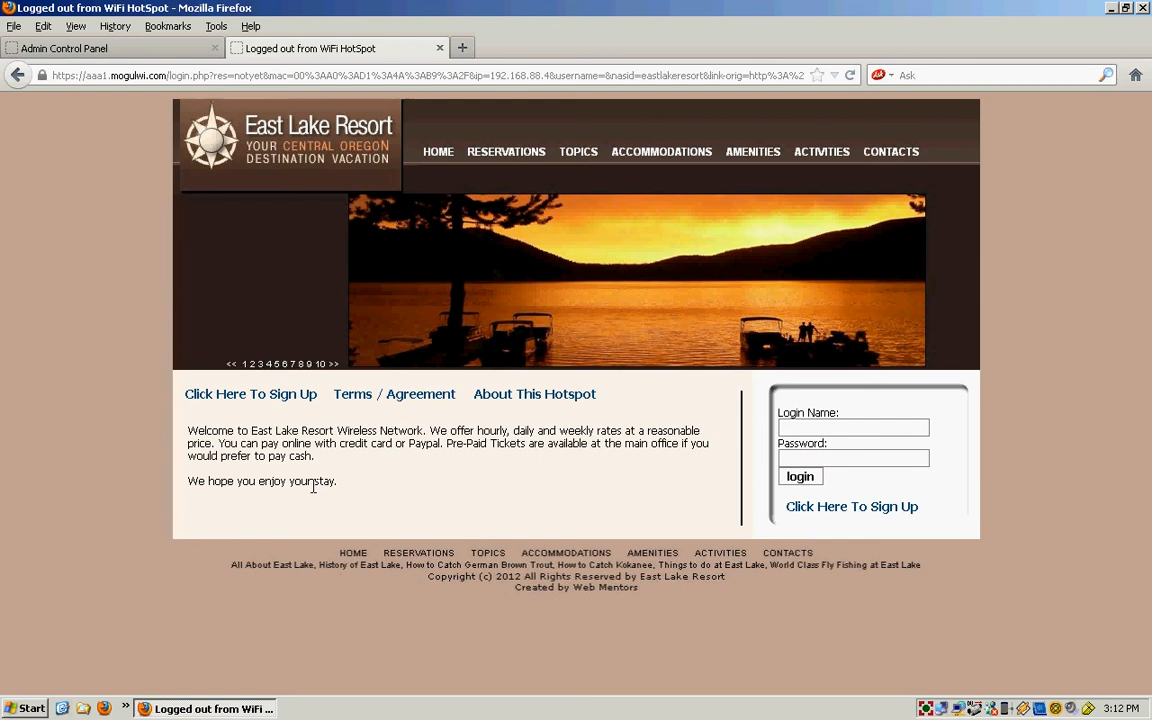 Logged out from WiFi HotSpot - Mozilla Firefox
File Edit View History Bookmarks Tools Help
Admin Control Panel
Logged out from WiFi HotSpot
https://aaa1.mogulwi.com/login.php?res=notyet&mac=00%3AA0%3AD1%3A4A%3AB9%3A2F&ip=192.168.88.4&username=&nasid=eastlakeresort&link-orig=http%3A%2
Ask
East Lake Resort
YOUR CENTRAL OREGON
DESTINATION VACATION
HOME RESERVATIONS TOPICS ACCOMMODATIONS AMENITIES ACTIVITIES CONTACTS
<< 1 2 3 4 5 6 7 8 9 10 >>
Click Here To Sign Up Terms / Agreement About This Hotspot
Welcome to East Lake Resort Wireless Network. We offer hourly, daily and weekly rates at a reasonable
price. You can pay online with credit card or Paypal. Pre-Paid Tickets are available at the main office if you
would prefer to pay cash.
We hope you enjoy your stay.
Login Name:
Password:
login
Click Here To Sign Up
HOME RESERVATIONS TOPICS ACCOMMODATIONS AMENITIES ACTIVITIES CONTACTS
All About East Lake, History of East Lake, How to Catch German Brown Trout, How to Catch Kokanee, Things to do at East Lake, World Class Fly Fishing at East Lake
Copyright (c) 2012 All Rights Reserved by East Lake Resort
Created by Web Mentors
Start
Logged out from WiFi ...
3:12 PM